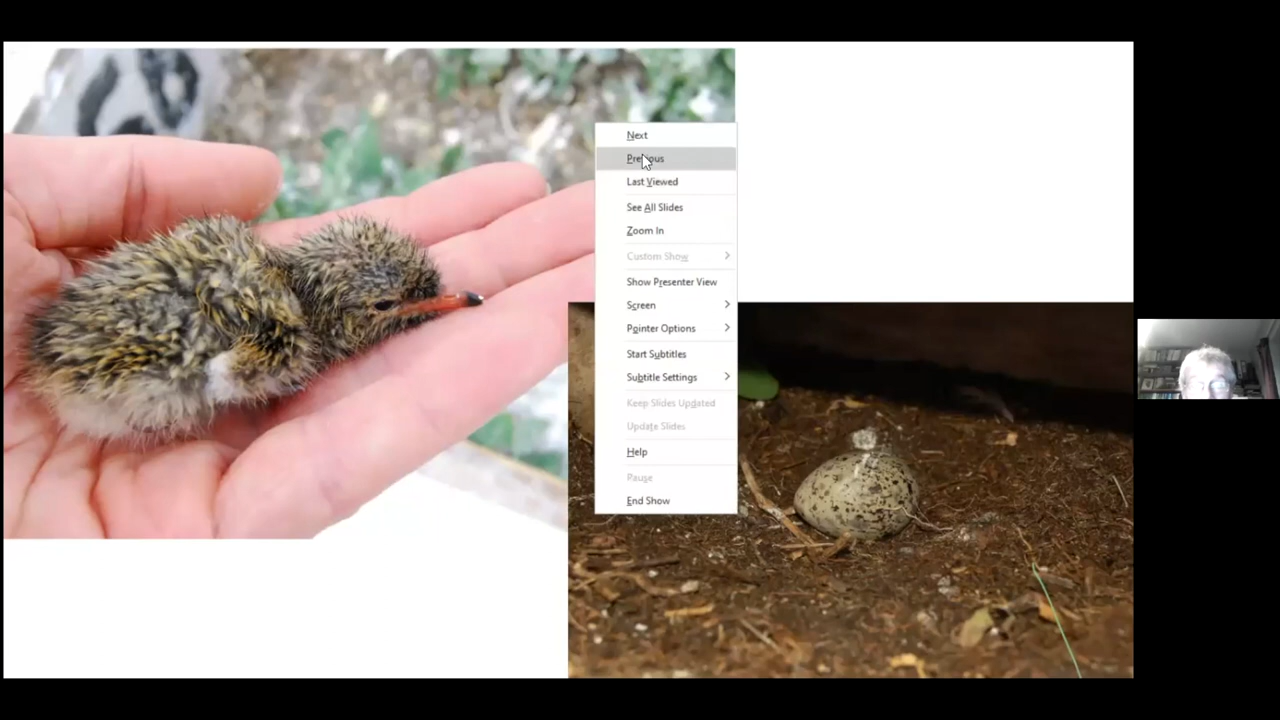 Next
Previous
Last Viewed
See All Slides
Zoom In
Custom Show
Show Presenter View
Screen
Pointer Options
Start Subtitles
Subtitle Settings
Keep Slides Updated
Update Slides
Help
Pause
End Show